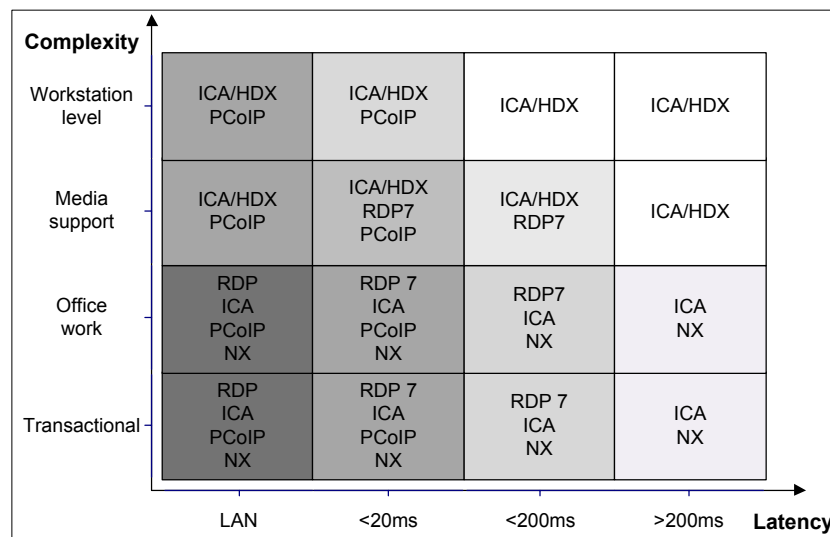 Complexity
Workstation
level
ICA/HDX
PCoIP
ICA/HDX
PCoIP
ICA/HDX
ICA/HDX
Media
support
ICA/HDX
PCoIP
ICA/HDX
RDP7
PCoIP
ICA/HDX
RDP7
ICA/HDX
Office
work
RDP
ICA
PCoIP
NX
RDP 7
ICA
PCoIP
NX
RDP7
ICA
NX
ICA
NX
Transactional
RDP
ICA
PCoIP
NX
RDP 7
ICA
PCoIP
NX
RDP 7
ICA
NX
ICA
NX
LAN
<20ms
<200ms
>200ms
Latency